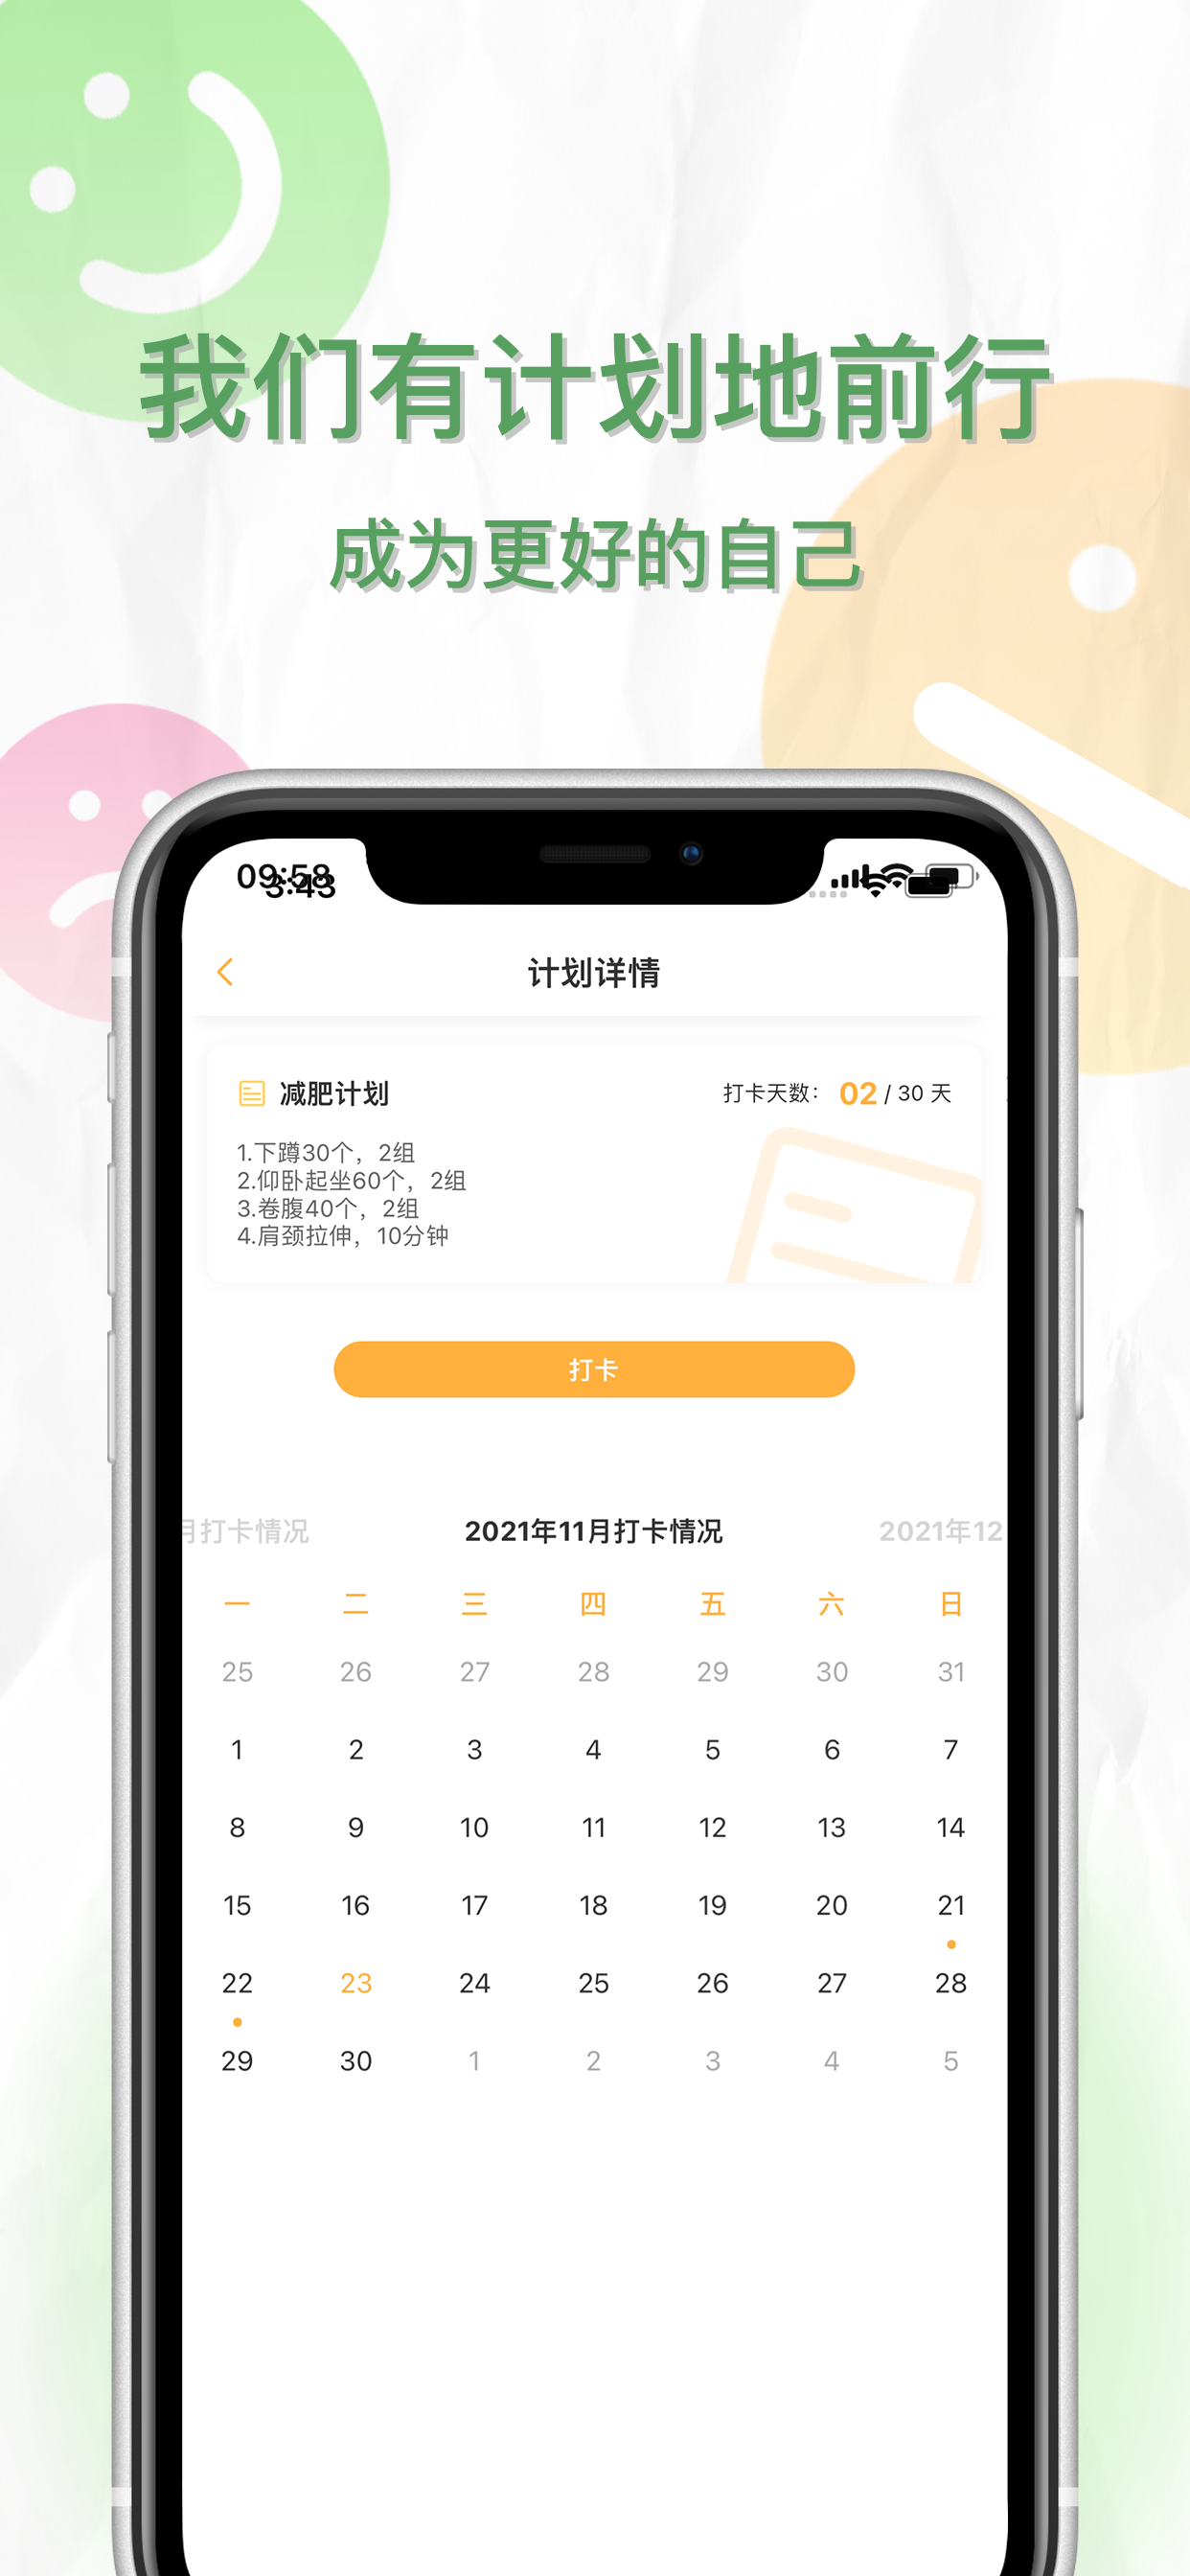 我们有计划地前行
成为更好的自己
09:58
3:43
计划详情
减肥计划
打卡天数： 02 / 30 天
1.下蹲30个，2组
2.仰卧起坐60个，2组
3.卷腹40个，2组
4.肩颈拉伸，10分钟
打卡
月打卡情况 2021年11月打卡情况 2021年12
一 二 三 四 五 六 日
25 26 27 28 29 30 31
1 2 3 4 5 6 7
8 9 10 11 12 13 14
15 16 17 18 19 20 21
22 23 24 25 26 27 28
29 30 1 2 3 4 5